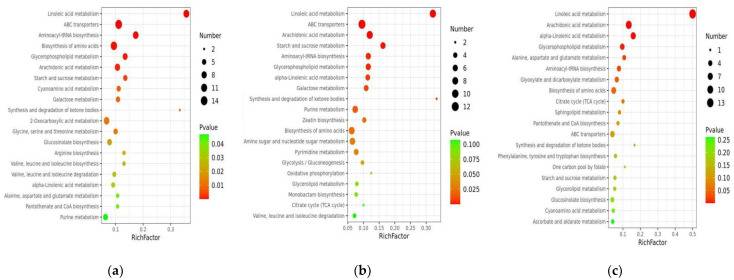 Linoleic acid metabolism
ABC transporters
Aminoacyl-tRNA biosynthesis
Biosynthesis of amino acids
Glycerophospholipid metabolism
Arachidonic acid metabolism
Starch and sucrose metabolism
Cyanoamino acid metabolism
Galactose metabolism
Synthesis and degradation of ketone bodies
2-Oxocarboxylic acid metabolism
Glycine, serine and threonine metabolism
Glucosinolate biosynthesis
Arginine biosynthesis
Valine, leucine and isoleucine biosynthesis
Valine, leucine and isoleucine degradation
alpha-Linolenic acid metabolism
Alanine, aspartate and glutamate metabolism
Pantothenate and CoA biosynthesis
Purine metabolism
0.1 0.2 0.3
RichFactor
Number
2
5
8
11
14
Pvalue
0.04
0.03
0.02
0.01
(a)
Linoleic acid metabolism
ABC transporters
Arachidonic acid metabolism
Starch and sucrose metabolism
Aminoacyl-tRNA biosynthesis
Glycerophospholipid metabolism
alpha-Linolenic acid metabolism
Galactose metabolism
Synthesis and degradation of ketone bodies
Purine metabolism
Zeatin biosynthesis
Biosynthesis of amino acids
Amino sugar and nucleotide sugar metabolism
Pyrimidine metabolism
Glycolysis / Gluconeogenesis
Oxidative phosphorylation
Glycerolipid metabolism
Monobactam biosynthesis
Citrate cycle (TCA cycle)
Valine, leucine and isoleucine degradation
0.05 0.10 0.15 0.20 0.25 0.30
RichFactor
Number
2
4
6
8
10
12
Pvalue
0.100
0.075
0.050
0.025
(b)
Linoleic acid metabolism
Arachidonic acid metabolism
alpha-Linolenic acid metabolism
Glycerophospholipid metabolism
Alanine, aspartate and glutamate metabolism
Aminoacyl-tRNA biosynthesis
Glyoxylate and dicarboxylate metabolism
Biosynthesis of amino acids
Citrate cycle (TCA cycle)
Sphingolipid metabolism
Pantothenate and CoA biosynthesis
ABC transporters
Synthesis and degradation of ketone bodies
Phenylalanine, tyrosine and tryptophan biosynthesis
One carbon pool by folate
Starch and sucrose metabolism
Glycerolipid metabolism
Glucosinolate biosynthesis
Cyanoamino acid metabolism
Ascorbate and aldarate metabolism
0.1 0.2 0.3 0.4 0.5
RichFactor
Number
1
4
7
10
13
Pvalue
0.25
0.20
0.15
0.10
0.05
(c)